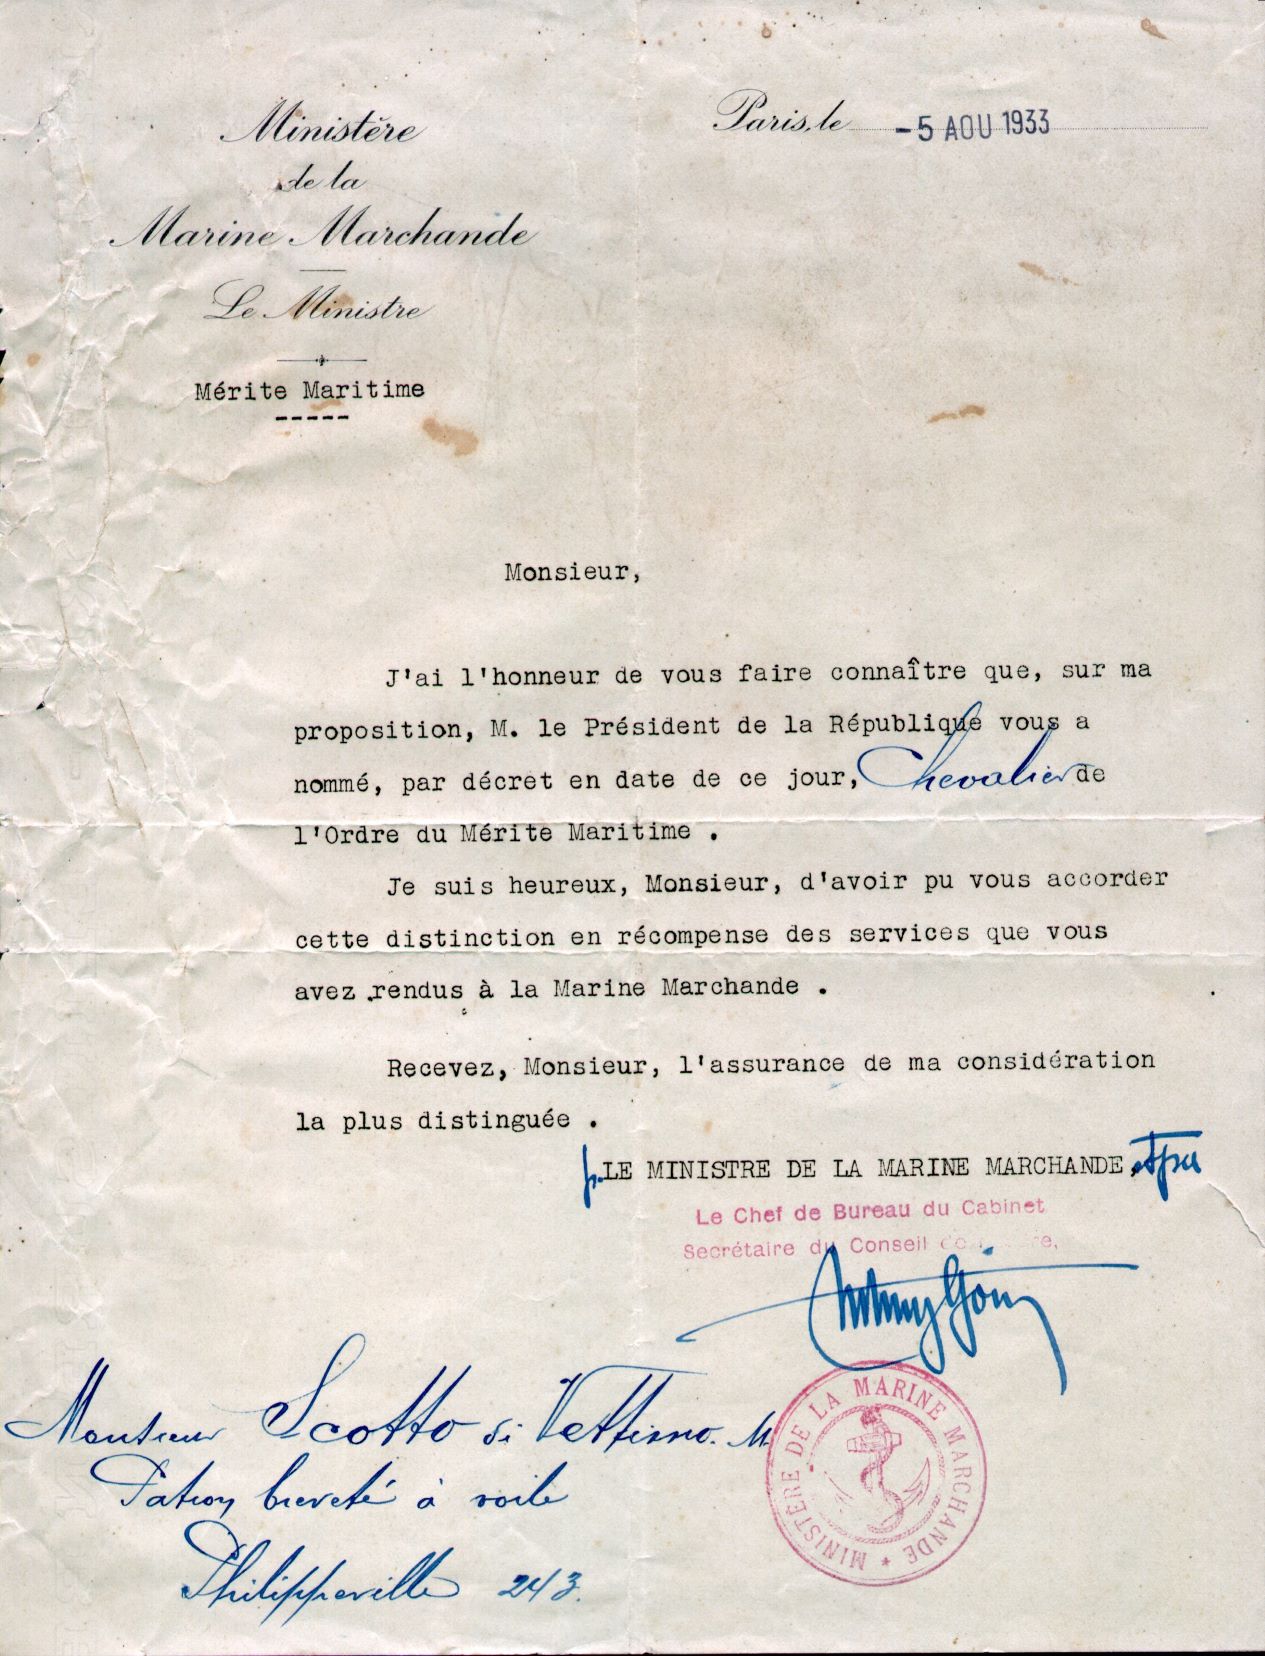 Ministère
de la
Marine Marchande
Le Ministre
Mérite Maritime
-----
Paris, le -5 AOU 1933
Monsieur,
J'ai l'honneur de vous faire connaître que, sur ma
proposition, M. le Président de la République vous a
nommé, par décret en date de ce jour, Chevalier de
l'Ordre du Mérite Maritime .
Je suis heureux, Monsieur, d'avoir pu vous accorder
cette distinction en récompense des services que vous
avez rendus à la Marine Marchande .
Recevez, Monsieur, l'assurance de ma considération
la plus distinguée .
p. LE MINISTRE DE LA MARINE MARCHANDE,
Le Chef de Bureau du Cabinet
Secrétaire du Conseil
MINISTÈRE DE LA MARINE MARCHANDE *
Monsieur Scotto di Vettimo. M.
Patron breveté à voile
Philippeville 243.